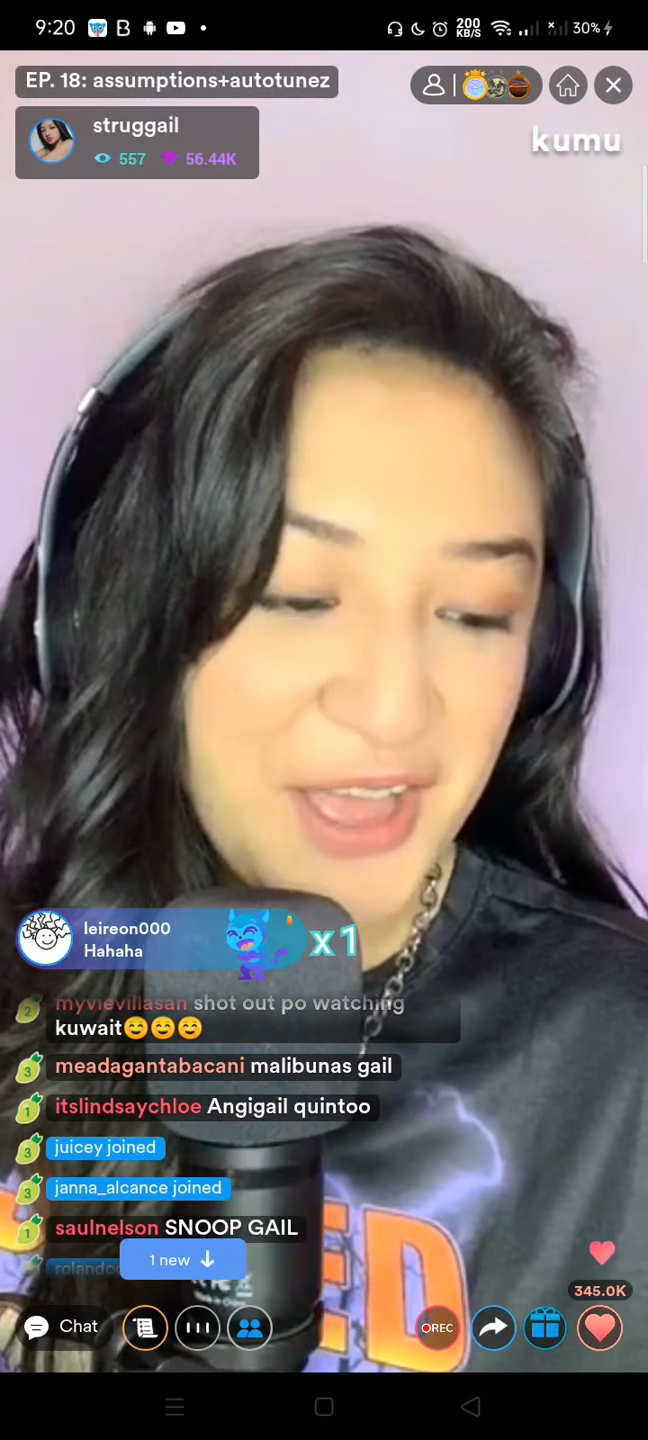 9:20
200
KB/S
30%
EP. 18: assumptions+autotunez
struggail
557 56.44K
kumu
leireon000
Hahaha
x 1
2 myvievillasan shot out po watching
kuwait😊😊😊
3 meadagantabacani malibunas gail
1 itslindsaychloe Angigail quintoo
3 juicey joined
3 janna_alcance joined
1 saulnelson SNOOP GAIL
1 new
345.0K
Chat
REC